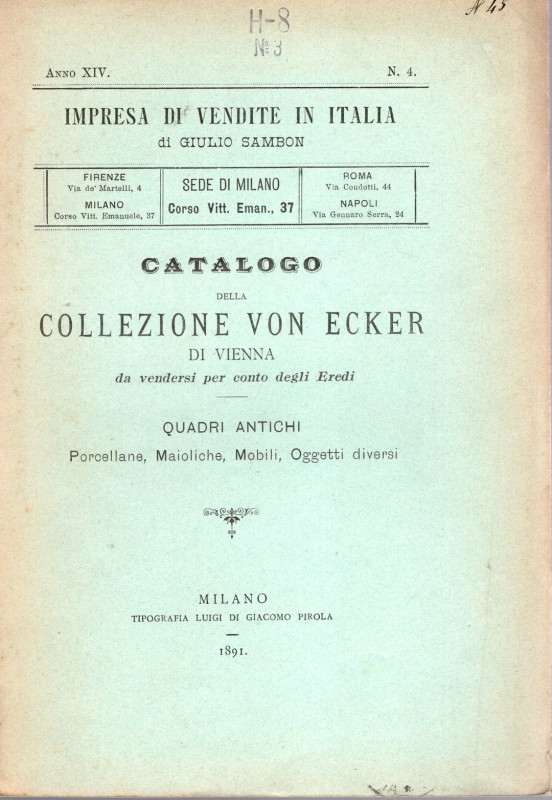 H-8
№ 3
N 45
Anno XIV.
N. 4.
IMPRESA DI VENDITE IN ITALIA
di GIULIO SAMBON
FIRENZE
Via de' Martelli, 4
MILANO
Corso Vitt. Emanuele, 37
SEDE DI MILANO
Corso Vitt. Eman., 37
ROMA
Via Condotti, 44
NAPOLI
Via Gennaro Serra, 24
CATALOGO
DELLA
COLLEZIONE VON ECKER
DI VIENNA
da vendersi per conto degli Eredi
QUADRI ANTICHI
Porcellane, Maioliche, Mobili, Oggetti diversi
MILANO
TIPOGRAFIA LUIGI DI GIACOMO PIROLA
1891.